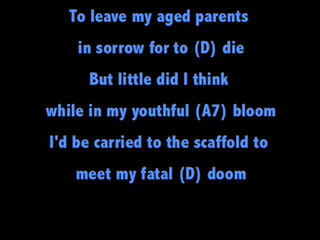 To leave my aged parents
in sorrow for to (D) die
But little did I think
while in my youthful (A7) bloom
I'd be carried to the scaffold to
meet my fatal (D) doom